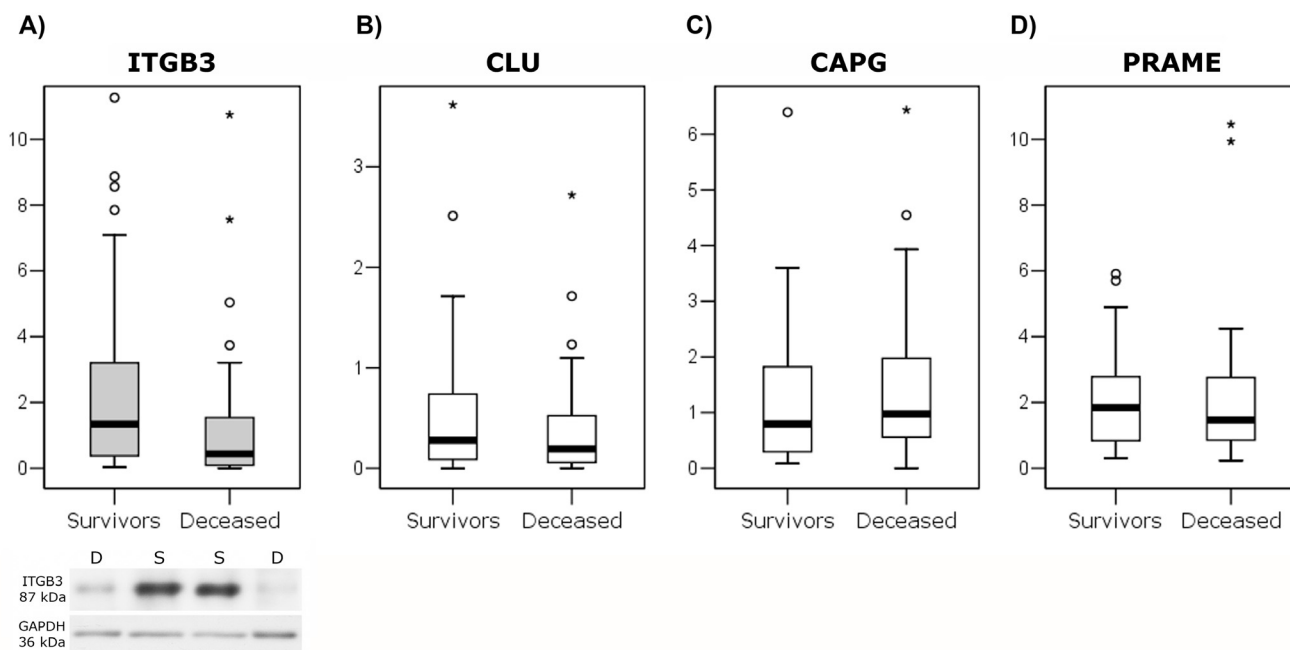 A)
ITGB3
10
8
6
4
2
0
Survivors Deceased
D S S D
ITGB3
87 kDa
GAPDH
36 kDa
B)
CLU
3
2
1
0
Survivors Deceased
C)
CAPG
6
5
4
3
2
1
0
Survivors Deceased
D)
PRAME
10
8
6
4
2
0
Survivors Deceased